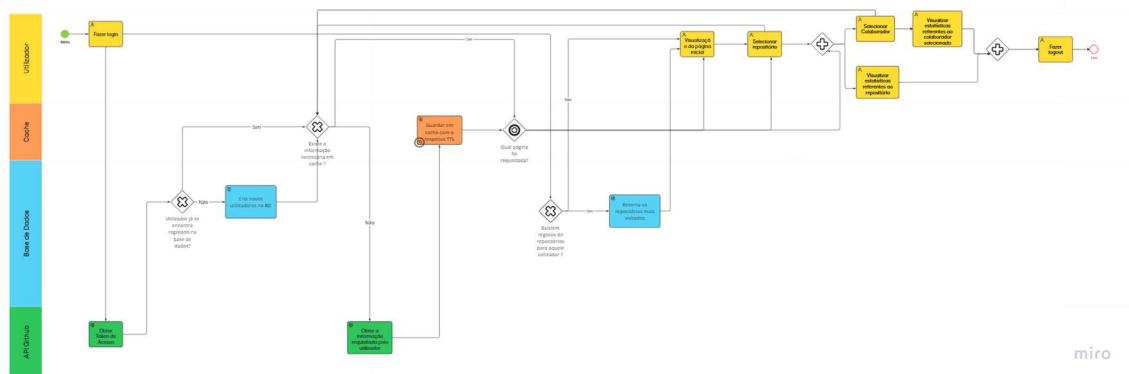 Utilizador
Cache
Base de Dados
API Github
Início
Fazer login
Obter
Token de
Acesso
Utilizador já se
encontra
registado na
base de
dados?
Sim
Não
Cria novos
utilizadores na BD
Existe a
informação
necessária em
cache ?
Sim
Não
Obter a
informação
requisitada pelo
utilizador
Guardar em
cache com o
respetivo TTL
Qual página
foi
requisitada?
Existem
registos de
repositórios
para aquele
utilizador ?
Não
Sim
Retorna os
repositórios mais
visitados
Visualizaçã
o da página
inicial
Selecionar
repositório
Selecionar
Colaborador
Visualizar
estatísticas
referentes ao
colaborador
selecionado
Visualizar
estatísticas
referentes ao
repositório
Fazer
logout
Fim
miro